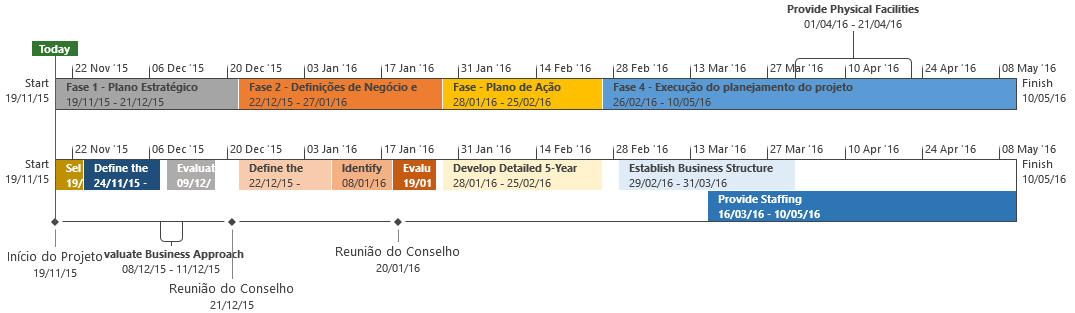 Provide Physical Facilities
01/04/16 - 21/04/16
Today
22 Nov '15
06 Dec '15
20 Dec '15
03 Jan '16
17 Jan '16
31 Jan '16
14 Feb '16
28 Feb '16
13 Mar '16
27 Mar '16
10 Apr '16
24 Apr '16
08 May '16
Start
19/11/15
Fase 1 - Plano Estratégico
19/11/15 - 21/12/15
Fase 2 - Definições de Negócio e
22/12/15 - 27/01/16
Fase - Plano de Ação
28/01/16 - 25/02/16
Fase 4 - Execução do planejamento do projeto
26/02/16 - 10/05/16
Finish
10/05/16
22 Nov '15
06 Dec '15
20 Dec '15
03 Jan '16
17 Jan '16
31 Jan '16
14 Feb '16
28 Feb '16
13 Mar '16
27 Mar '16
10 Apr '16
24 Apr '16
08 May '16
Start
19/11/15
Sel
19/
Define the
24/11/15 -
Evaluat
09/12/
Define the
22/12/15 -
Identify
08/01/16
Evalu
19/01
Develop Detailed 5-Year
28/01/16 - 25/02/16
Establish Business Structure
29/02/16 - 31/03/16
Finish
10/05/16
Provide Staffing
16/03/16 - 10/05/16
Início do Projeto
19/11/15
valuate Business Approach
08/12/15 - 11/12/15
Reunião do Conselho
21/12/15
Reunião do Conselho
20/01/16